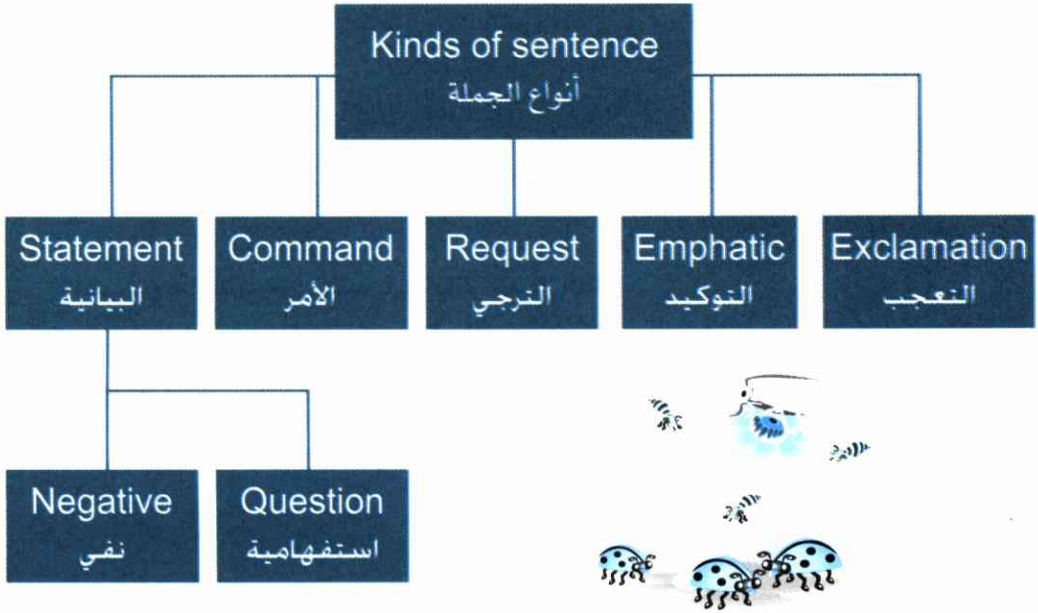 Kinds of sentence
أنواع الجملة
Statement
البيانية
Command
الأمر
Request
الترجي
Emphatic
التوكيد
Exclamation
التعجب
Negative
نفي
Question
استفهامية